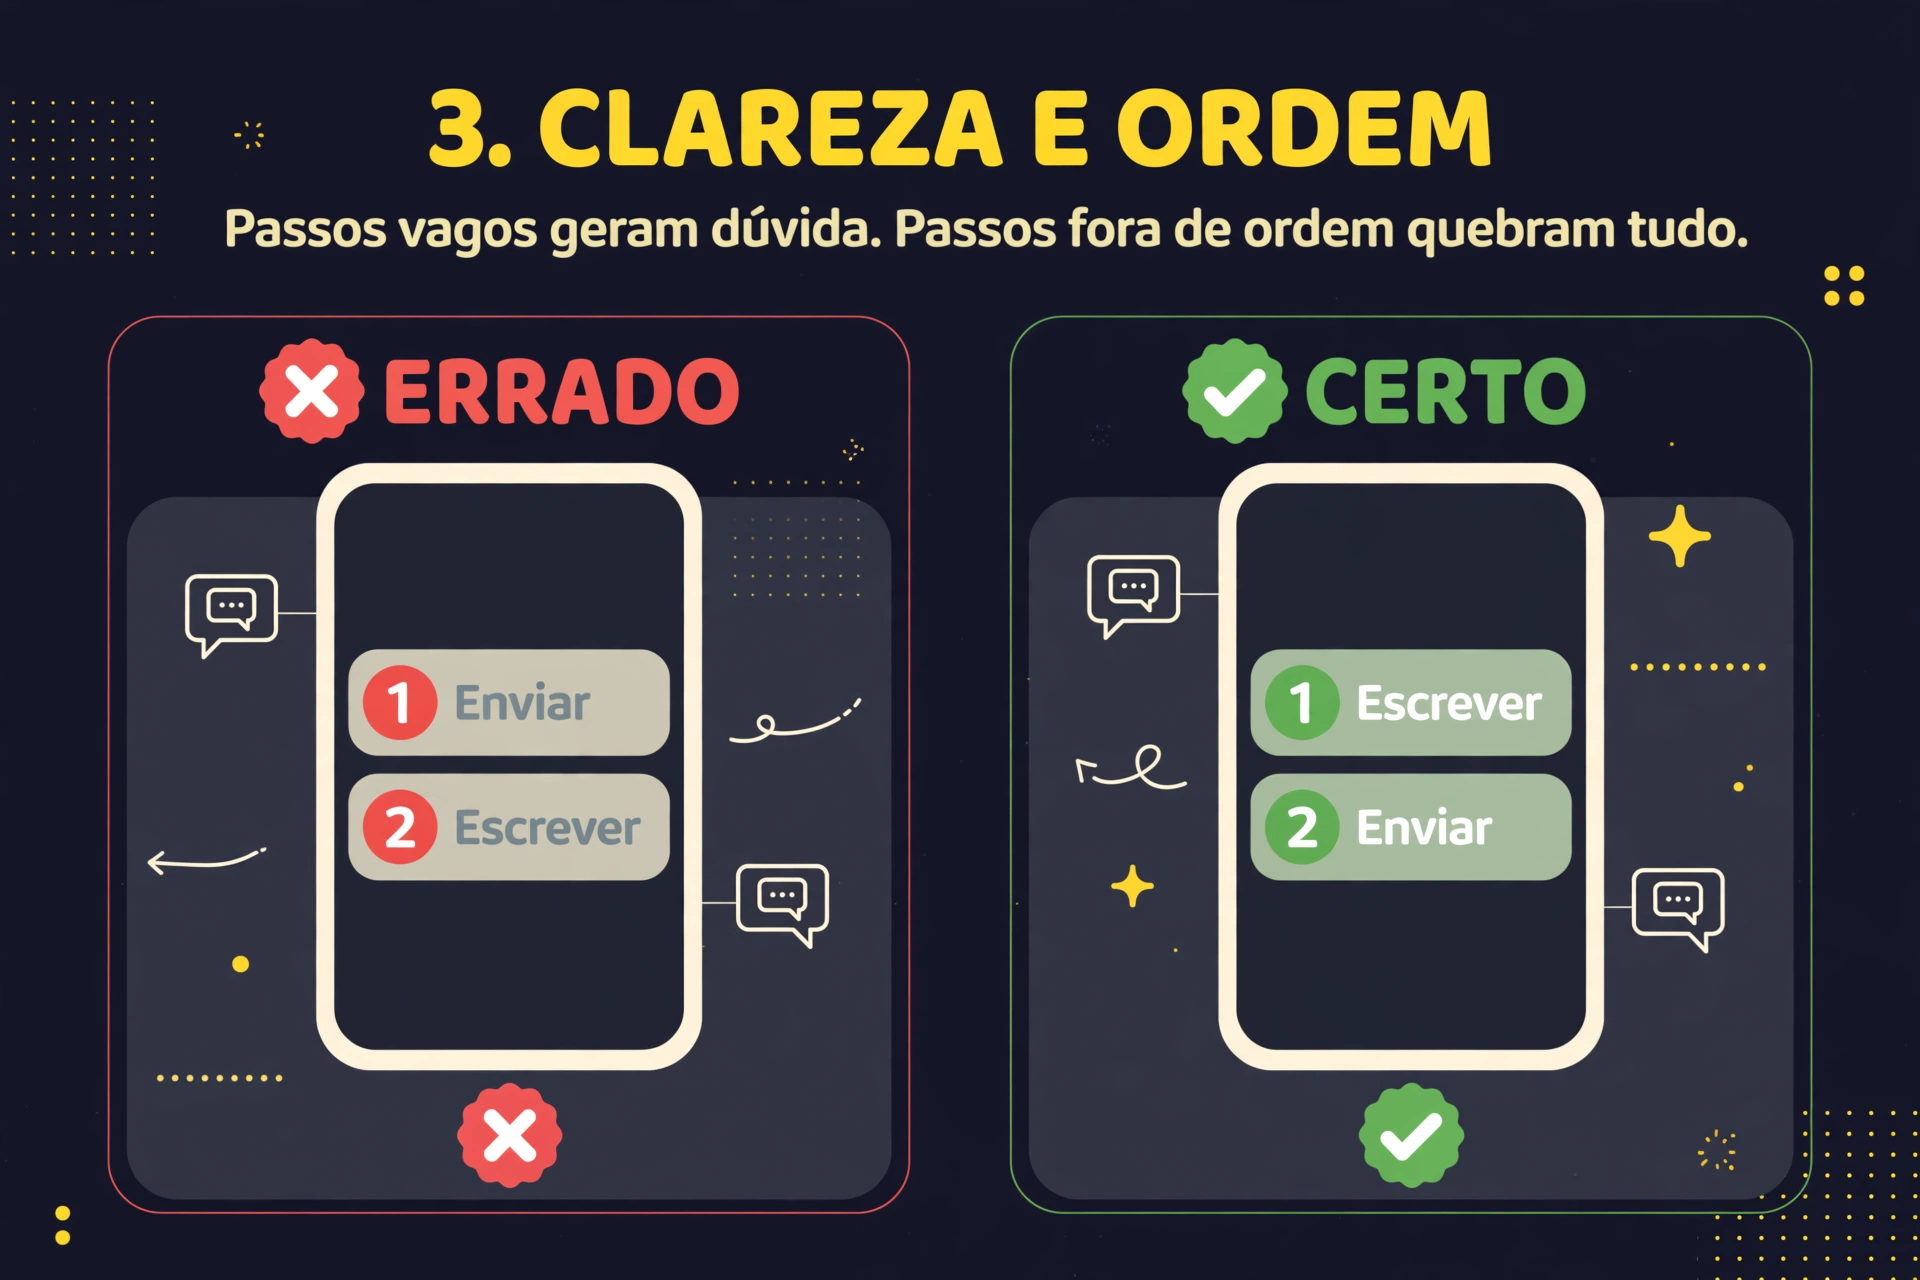 3. CLAREZA E ORDEM
Passos vagos geram dúvida. Passos fora de ordem quebram tudo.
ERRADO
1 Enviar
2 Escrever
CERTO
1 Escrever
2 Enviar